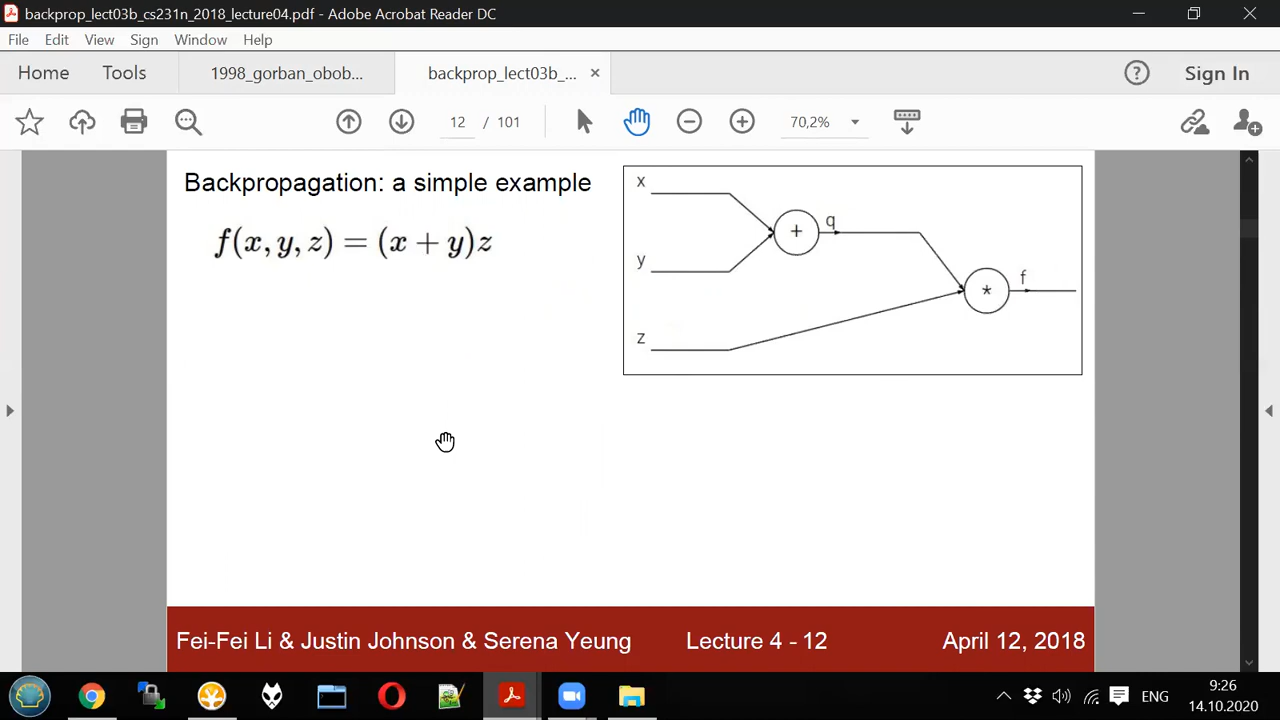 backprop_lect03b_cs231n_2018_lecture04.pdf - Adobe Acrobat Reader DC
File Edit View Sign Window Help
Home Tools 1998_gorban_obob... backprop_lect03b_... × ? Sign In
12 / 101 70,2%
Backpropagation: a simple example
f(x, y, z) = (x + y)z
x
y
z
+
q
*
f
Fei-Fei Li & Justin Johnson & Serena Yeung Lecture 4 - 12 April 12, 2018
ENG 9:26
14.10.2020